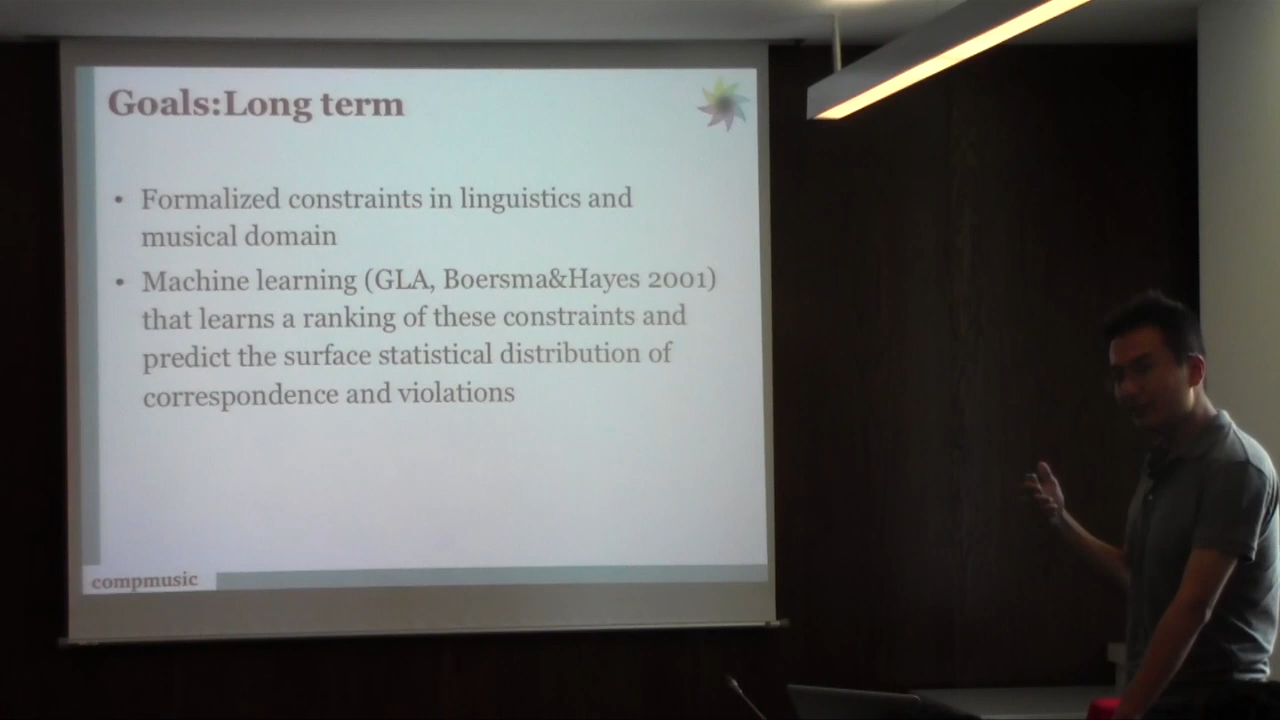 Goals:Long term
• Formalized constraints in linguistics and
musical domain
• Machine learning (GLA, Boersma&Hayes 2001)
that learns a ranking of these constraints and
predict the surface statistical distribution of
correspondence and violations
compmusic